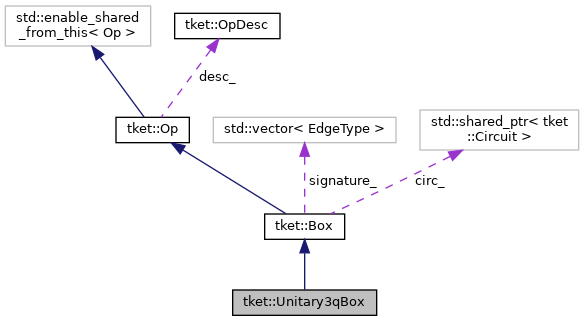 std::enable_shared
_from_this< Op >
tket::OpDesc
desc_
tket::Op
std::vector< EdgeType >
std::shared_ptr< tket
::Circuit >
signature_
circ_
tket::Box
tket::Unitary3qBox